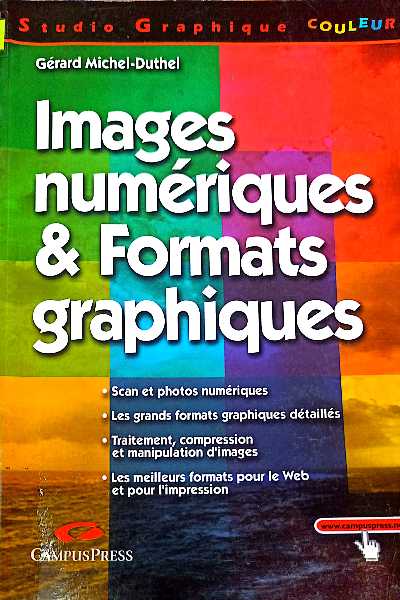 Studio Graphique COULEUR
Gérard Michel-Duthel
Images
numériques
& Formats
graphiques
• Scan et photos numériques
• Les grands formats graphiques détaillés
• Traitement, compression
et manipulation d'images
• Les meilleurs formats pour le Web
et pour l'impression
www.campuspress.ne
CAMPUSPRESS